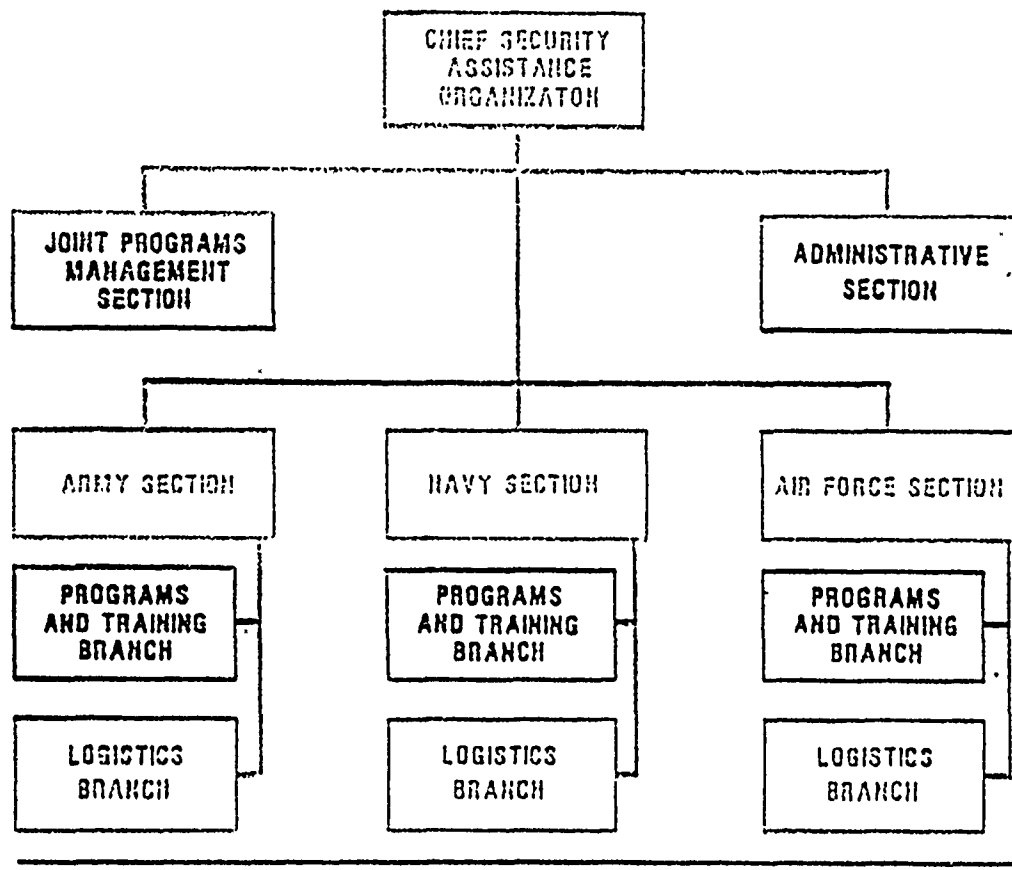 CHIEF SECURITY
ASSISTANCE
ORGANIZATON
JOINT PROGRAMS
MANAGEMENT
SECTION
ADMINISTRATIVE
SECTION
ARMY SECTION
NAVY SECTION
AIR FORCE SECTION
PROGRAMS
AND TRAINING
BRANCH
PROGRAMS
AND TRAINING
BRANCH
PROGRAMS
AND TRAINING
BRANCH
LOGISTICS
BRANCH
LOGISTICS
BRANCH
LOGISTICS
BRANCH